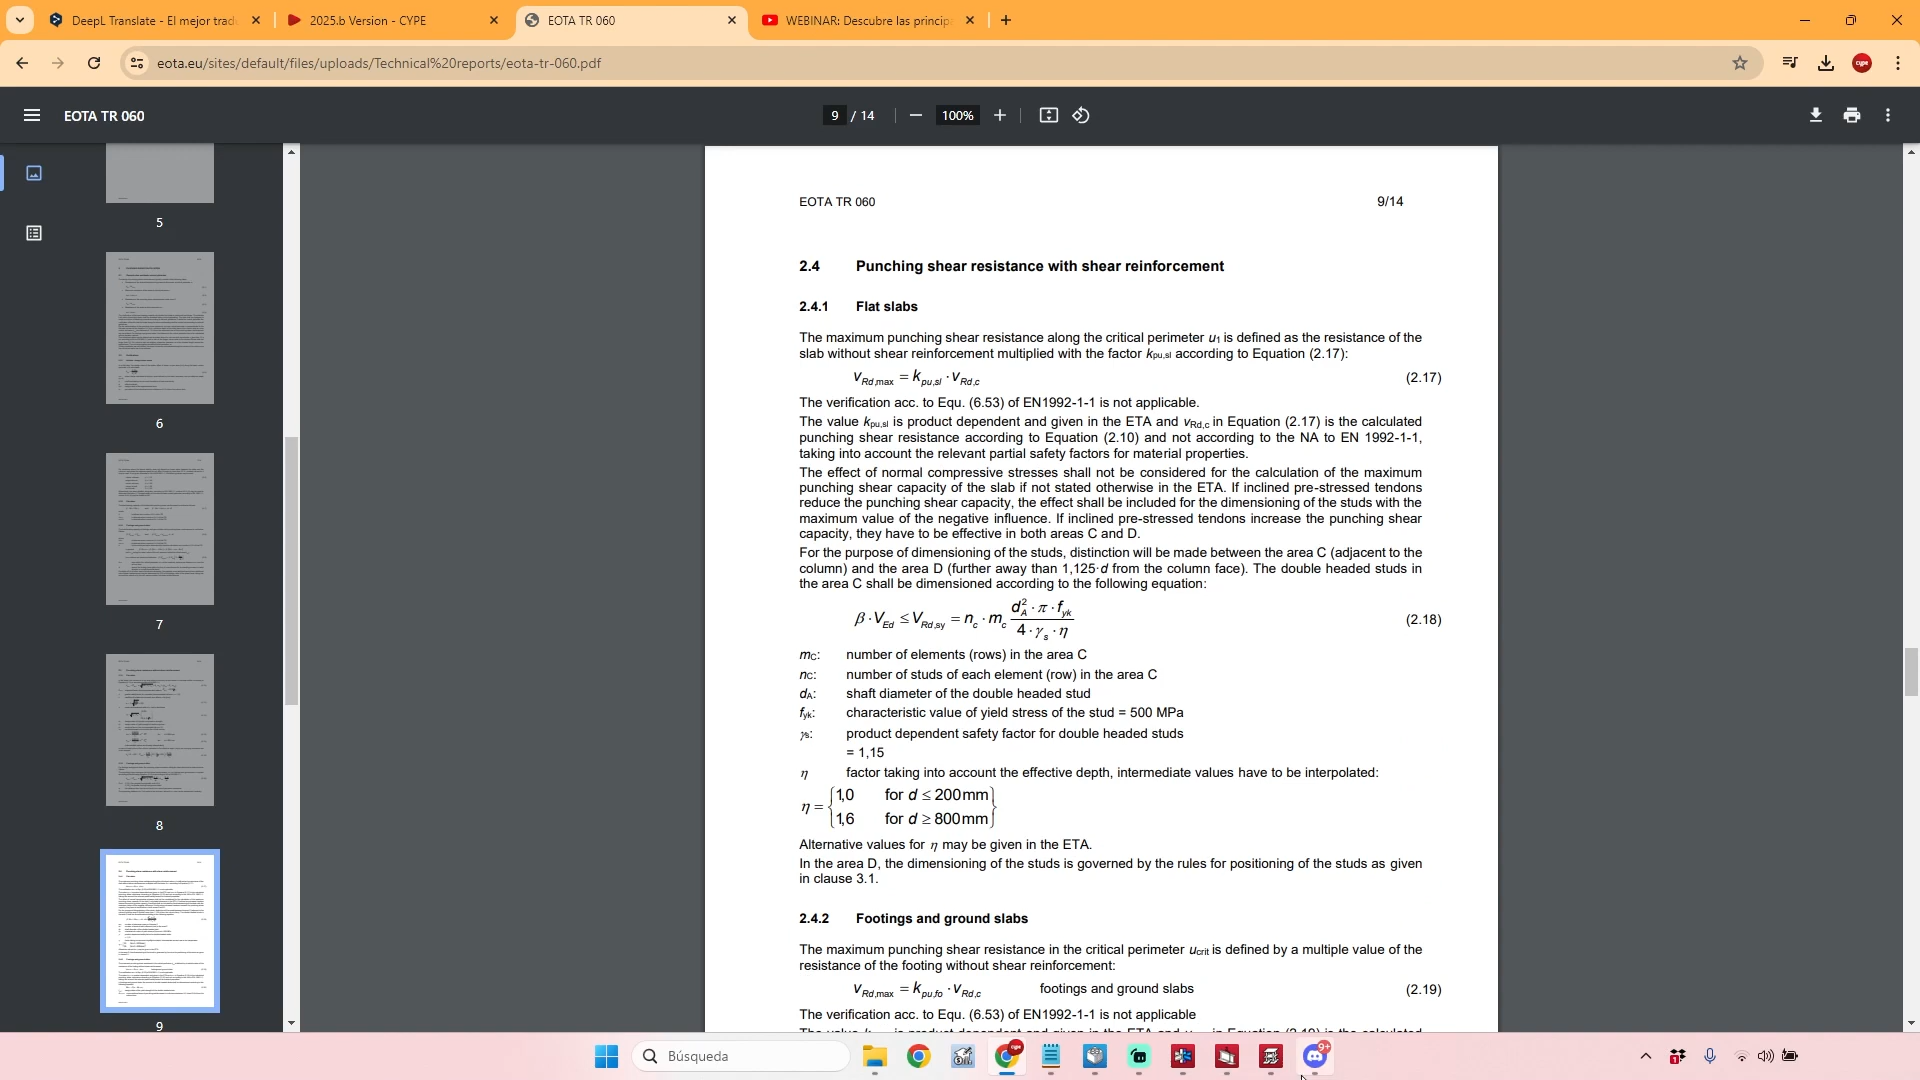 DeepL Translate - El mejor tradu
2025.b Version - CYPE
EOTA TR 060
WEBINAR: Descubre las princip
eota.eu/sites/default/files/uploads/Technical%20reports/eota-tr-060.pdf
cype
EOTA TR 060
9 / 14
100%
5
6
7
8
9
EOTA TR 060 9/14
2.4 Punching shear resistance with shear reinforcement
2.4.1 Flat slabs
The maximum punching shear resistance along the critical perimeter u1 is defined as the resistance of the
slab without shear reinforcement multiplied with the factor kpu,sl according to Equation (2.17):
vRd,max = kpu,sl · vRd,c (2.17)
The verification acc. to Equ. (6.53) of EN1992-1-1 is not applicable.
The value kpu,sl is product dependent and given in the ETA and vRd,c in Equation (2.17) is the calculated
punching shear resistance according to Equation (2.10) and not according to the NA to EN 1992-1-1,
taking into account the relevant partial safety factors for material properties.
The effect of normal compressive stresses shall not be considered for the calculation of the maximum
punching shear capacity of the slab if not stated otherwise in the ETA. If inclined pre-stressed tendons
reduce the punching shear capacity, the effect shall be included for the dimensioning of the studs with the
maximum value of the negative influence. If inclined pre-stressed tendons increase the punching shear
capacity, they have to be effective in both areas C and D.
For the purpose of dimensioning of the studs, distinction will be made between the area C (adjacent to the
column) and the area D (further away than 1,125·d from the column face). The double headed studs in
the area C shall be dimensioned according to the following equation:
β · VEd ≤ VRd,sy = nc · mc dA² · π · fyk / 4 · γs · η (2.18)
mC: number of elements (rows) in the area C
nC: number of studs of each element (row) in the area C
dA: shaft diameter of the double headed stud
fyk: characteristic value of yield stress of the stud = 500 MPa
γs: product dependent safety factor for double headed studs
= 1,15
η factor taking into account the effective depth, intermediate values have to be interpolated:
η = {1,0 for d ≤ 200mm
1,6 for d ≥ 800mm}
Alternative values for η may be given in the ETA.
In the area D, the dimensioning of the studs is governed by the rules for positioning of the studs as given
in clause 3.1.
2.4.2 Footings and ground slabs
The maximum punching shear resistance in the critical perimeter ucrit is defined by a multiple value of the
resistance of the footing without shear reinforcement:
vRd,max = kpu,fo · vRd,c footings and ground slabs (2.19)
The verification acc. to Equ. (6.53) of EN1992-1-1 is not applicable
Búsqueda
9+
1